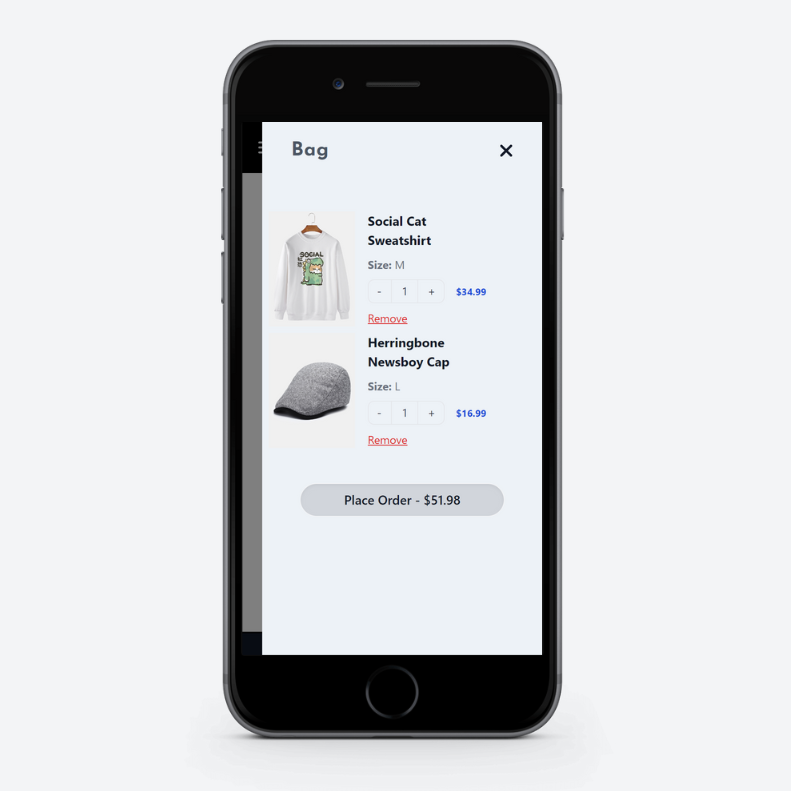 Bag
Social Cat
Sweatshirt
Size: M
- 1 + $34.99
Remove
SOCIAL
Herringbone
Newsboy Cap
Size: L
- 1 + $16.99
Remove
Place Order - $51.98